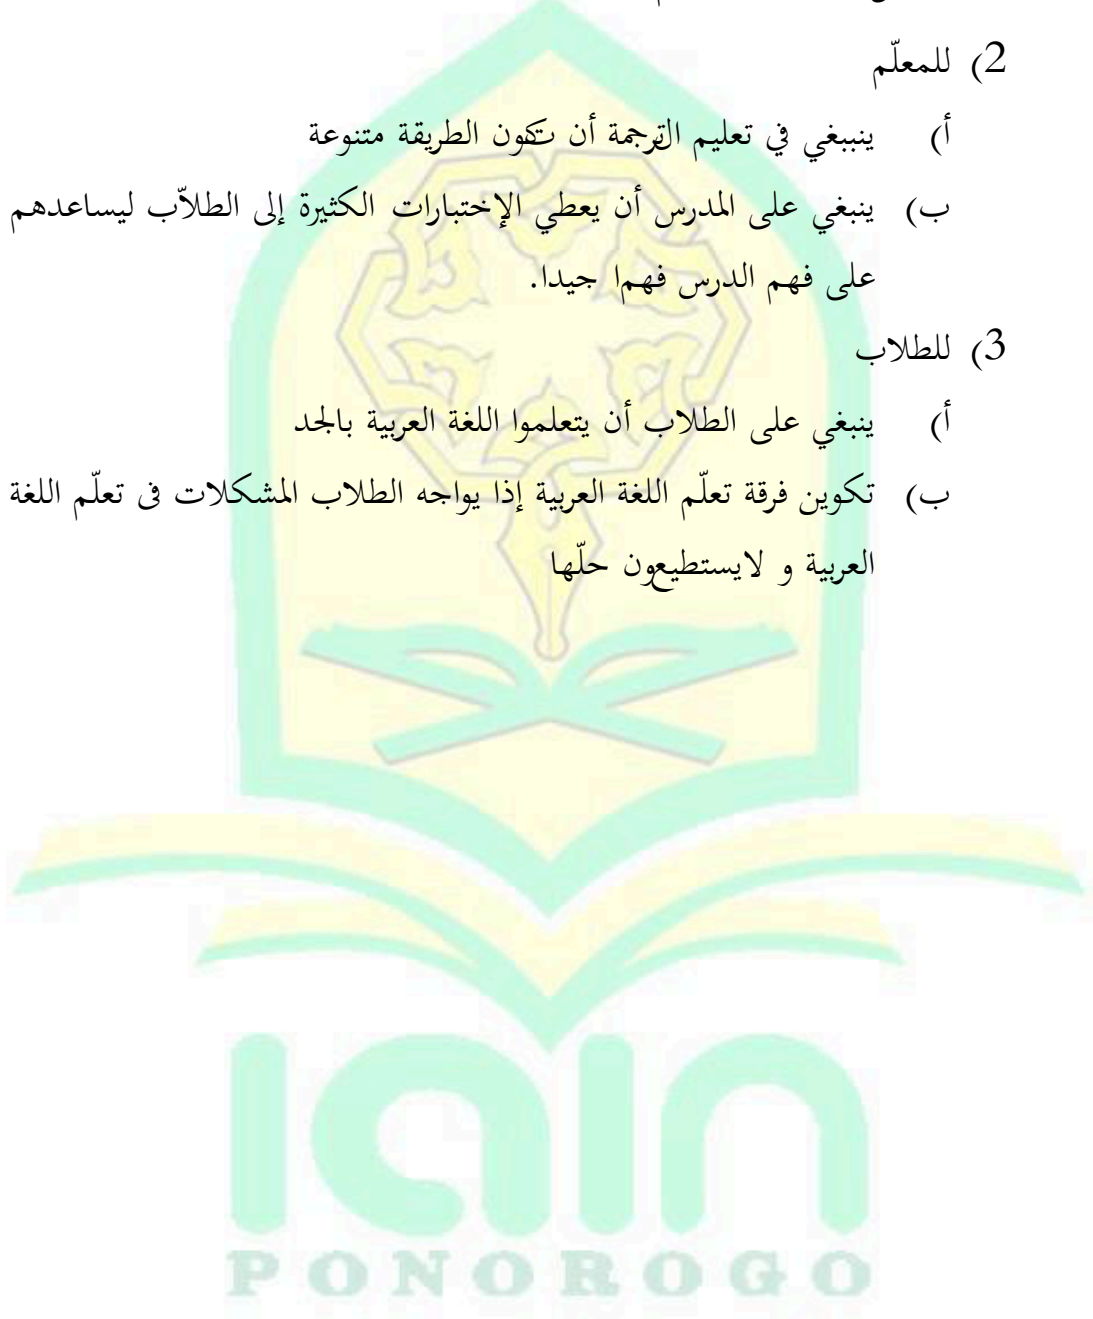 2) للمعلّم
أ) ينببغي في تعليم الترجمة أن تكون الطريقة متنوعة
ب) ينبغي على المدرس أن يعطي الإختبارات الكثيرة إلى الطلاّب ليساعدهم
على فهم الدرس فهما جيدا.
3) للطلاب
أ) ينبغي على الطلاب أن يتعلموا اللغة العربية بالجد
ب) تكوين فرقة تعلّم اللغة العربية إذا يواجه الطلاب المشكلات فى تعلّم اللغة
العربية و لايستطيعون حلّها
iain
PONOROGO